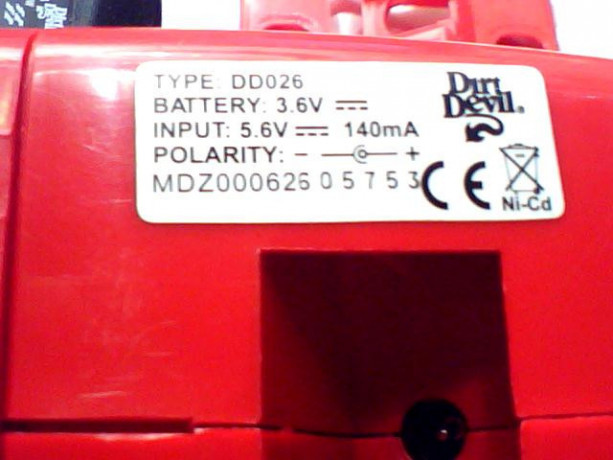 TYPE: DD026
BATTERY: 3.6V
INPUT: 5.6V 140mA
POLARITY: - +
MDZ000626 0 5 7 5 3
Dirt
Devil®
CE
Ni-Cd